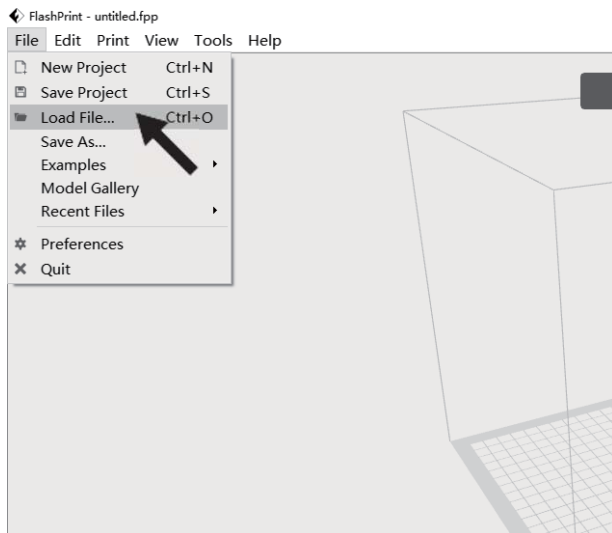 FlashPrint - untitled.fpp
File Edit Print View Tools Help
New Project Ctrl+N
Save Project Ctrl+S
Load File... Ctrl+O
Save As...
Examples
Model Gallery
Recent Files
Preferences
Quit